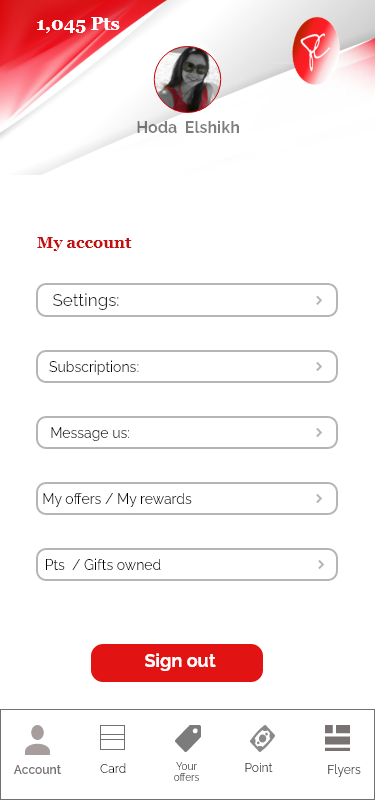 1,045 Pts
PC
Hoda Elshikh
My account
Settings:
Subscriptions:
Message us:
My offers / My rewards
Pts / Gifts owned
Sign out
Account
Card
Your
offers
Point
Flyers